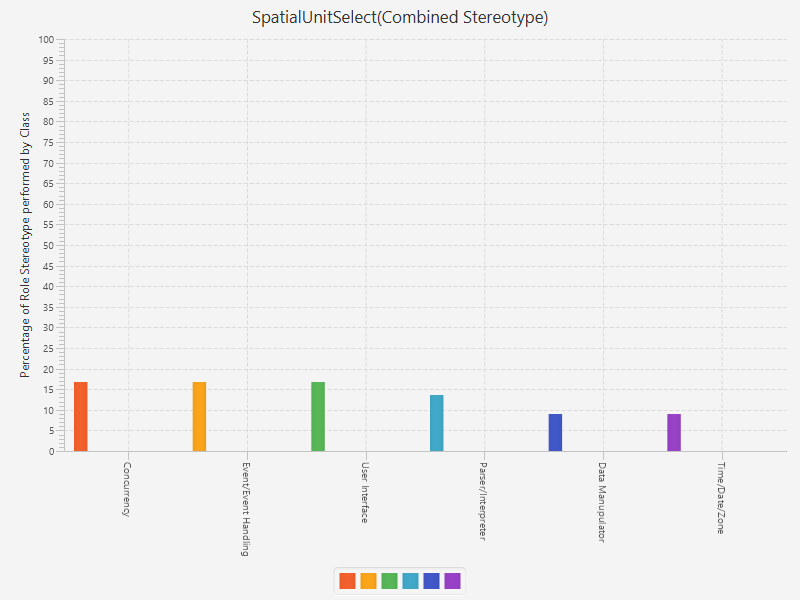 SpatialUnitSelect(Combined Stereotype)
Percentage of Role Stereotype performed by Class
100
95
90
85
80
75
70
65
60
55
50
45
40
35
30
25
20
15
10
5
0
Concurrency
Event/Event Handling
User Interface
Parser/Interpreter
Data Manupulator
Time/Date/Zone